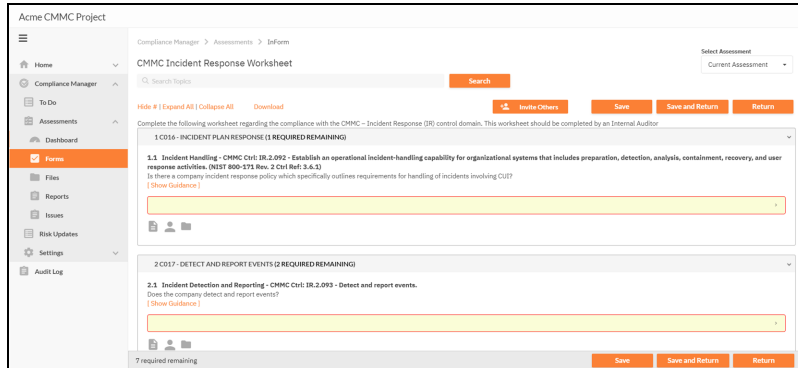 Acme CMMC Project
Compliance Manager > Assessments > InForm
Select Assessment
Current Assessment
CMMC Incident Response Worksheet
Search Topics
Search
Home
Compliance Manager
To Do
Assessments
Dashboard
Forms
Files
Reports
Issues
Risk Updates
Settings
Audit Log
Hide # | Expand All | Collapse All
Download
Invite Others
Save
Save and Return
Return
Complete the following worksheet regarding the compliance with the CMMC – Incident Response (IR) control domain. This worksheet should be completed by an Internal Auditor
1 C016 - INCIDENT PLAN RESPONSE (1 REQUIRED REMAINING)
1.1 Incident Handling - CMMC Ctrl: IR.2.092 - Establish an operational incident-handling capability for organizational systems that includes preparation, detection, analysis, containment, recovery, and user
response activities. (NIST 800-171 Rev. 2 Ctrl Ref: 3.6.1)
Is there a company incident response policy which specifically outlines requirements for handling of incidents involving CUI?
[ Show Guidance ]
2 C017 - DETECT AND REPORT EVENTS (2 REQUIRED REMAINING)
2.1 Incident Detection and Reporting - CMMC Ctrl: IR.2.093 - Detect and report events.
Does the company detect and report events?
[ Show Guidance ]
7 required remaining
Save
Save and Return
Return